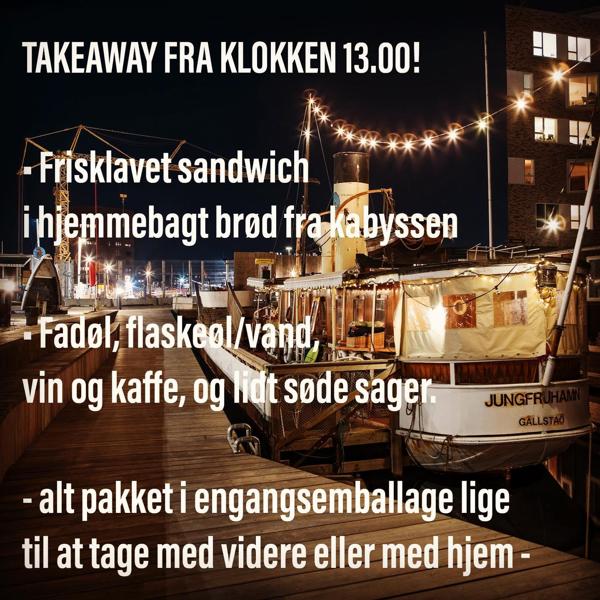 TAKEAWAY FRA KLOKKEN 13.00!
- Frisklavet sandwich
i hjemmebagt brød fra kabyssen
- Fadøl, flaskeøl/vand,
vin og kaffe, og lidt søde sager.
JUNGFRUHAMN
GÄLLSTAÖ
- alt pakket i engangsemballage lige
til at tage med videre eller med hjem -